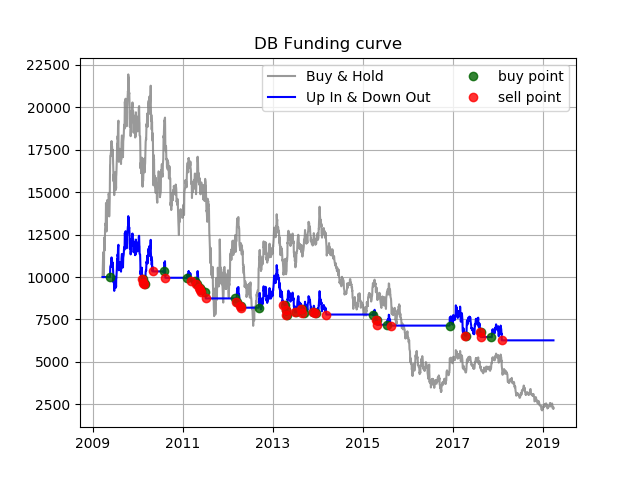 DB Funding curve
Buy & Hold
Up In & Down Out
buy point
sell point
22500
20000
17500
15000
12500
10000
7500
5000
2500
2009 2011 2013 2015 2017 2019